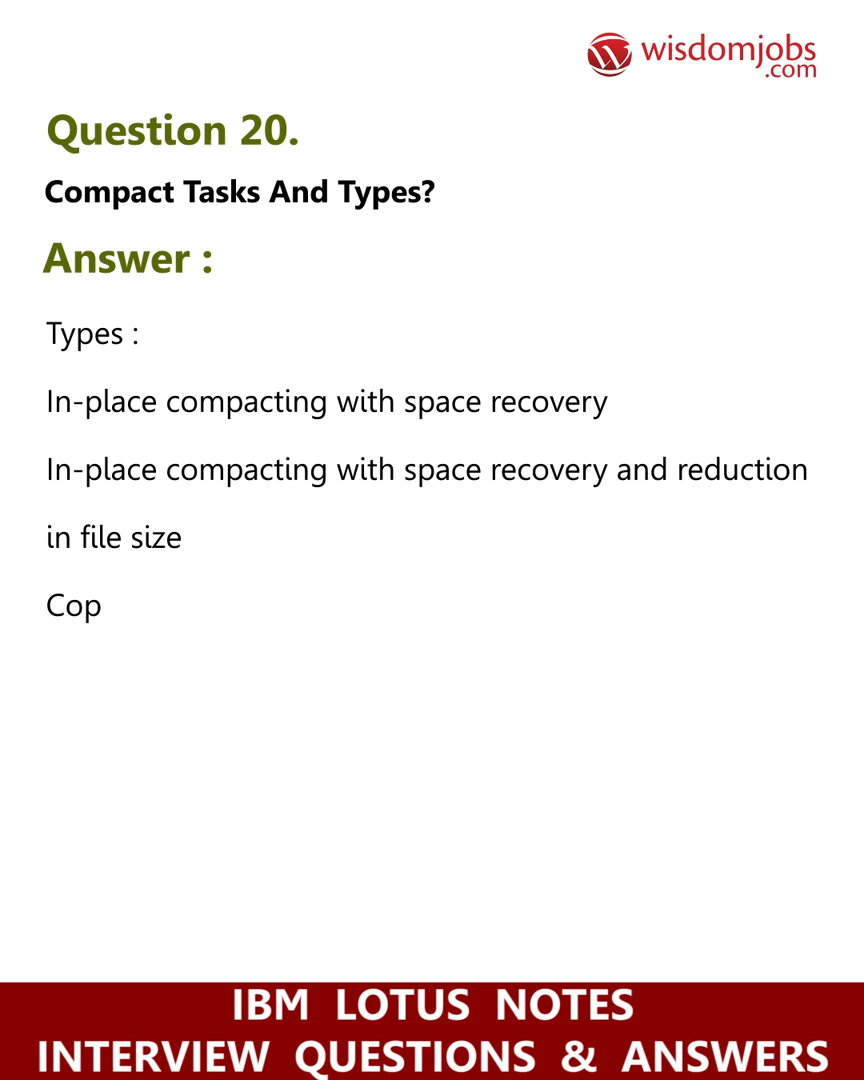 wisdomjobs
.com
Question 20.
Compact Tasks And Types?
Answer :
Types :
In-place compacting with space recovery
In-place compacting with space recovery and reduction
in file size
Cop
IBM LOTUS NOTES
INTERVIEW QUESTIONS & ANSWERS